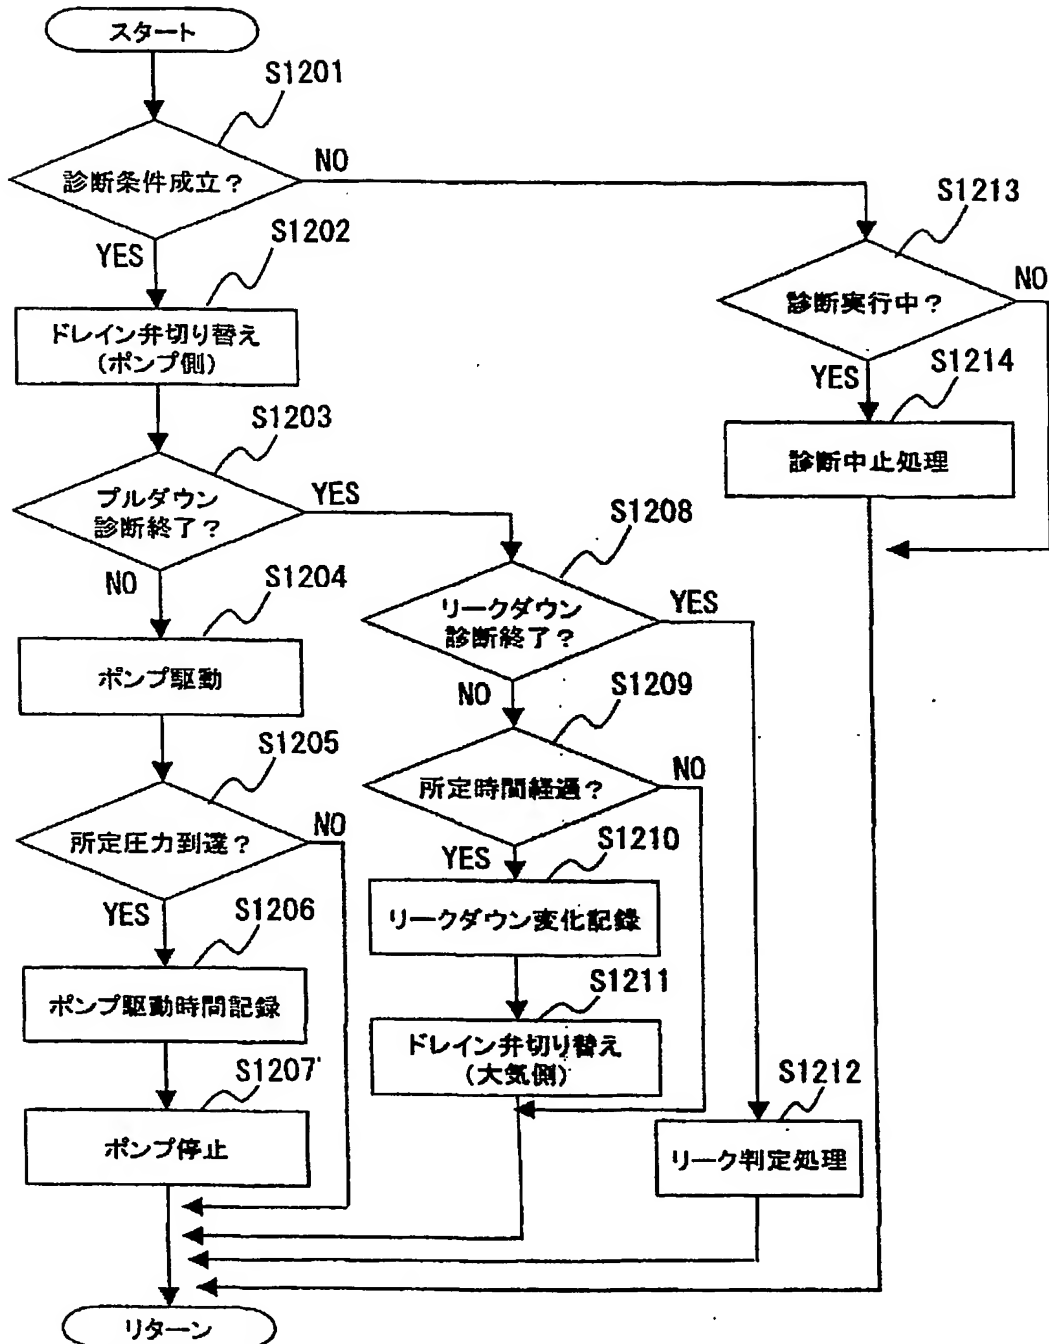 スタート
S1201
診断条件成立?
NO
YES
S1202
ドレイン弁切り替え
(ポンプ側)
S1203
プルダウン
診断終了?
YES
NO
S1204
ポンプ駆動
S1205
所定圧力到達?
NO
YES
S1206
ポンプ駆動時間記録
S1207
ポンプ停止
リターン
S1208
リークダウン
診断終了?
YES
NO
S1209
所定時間経過?
NO
YES
S1210
リークダウン変化記録
S1211
ドレイン弁切り替え
(大気側)
S1212
リーク判定処理
S1213
診断実行中?
NO
YES
S1214
診断中止処理